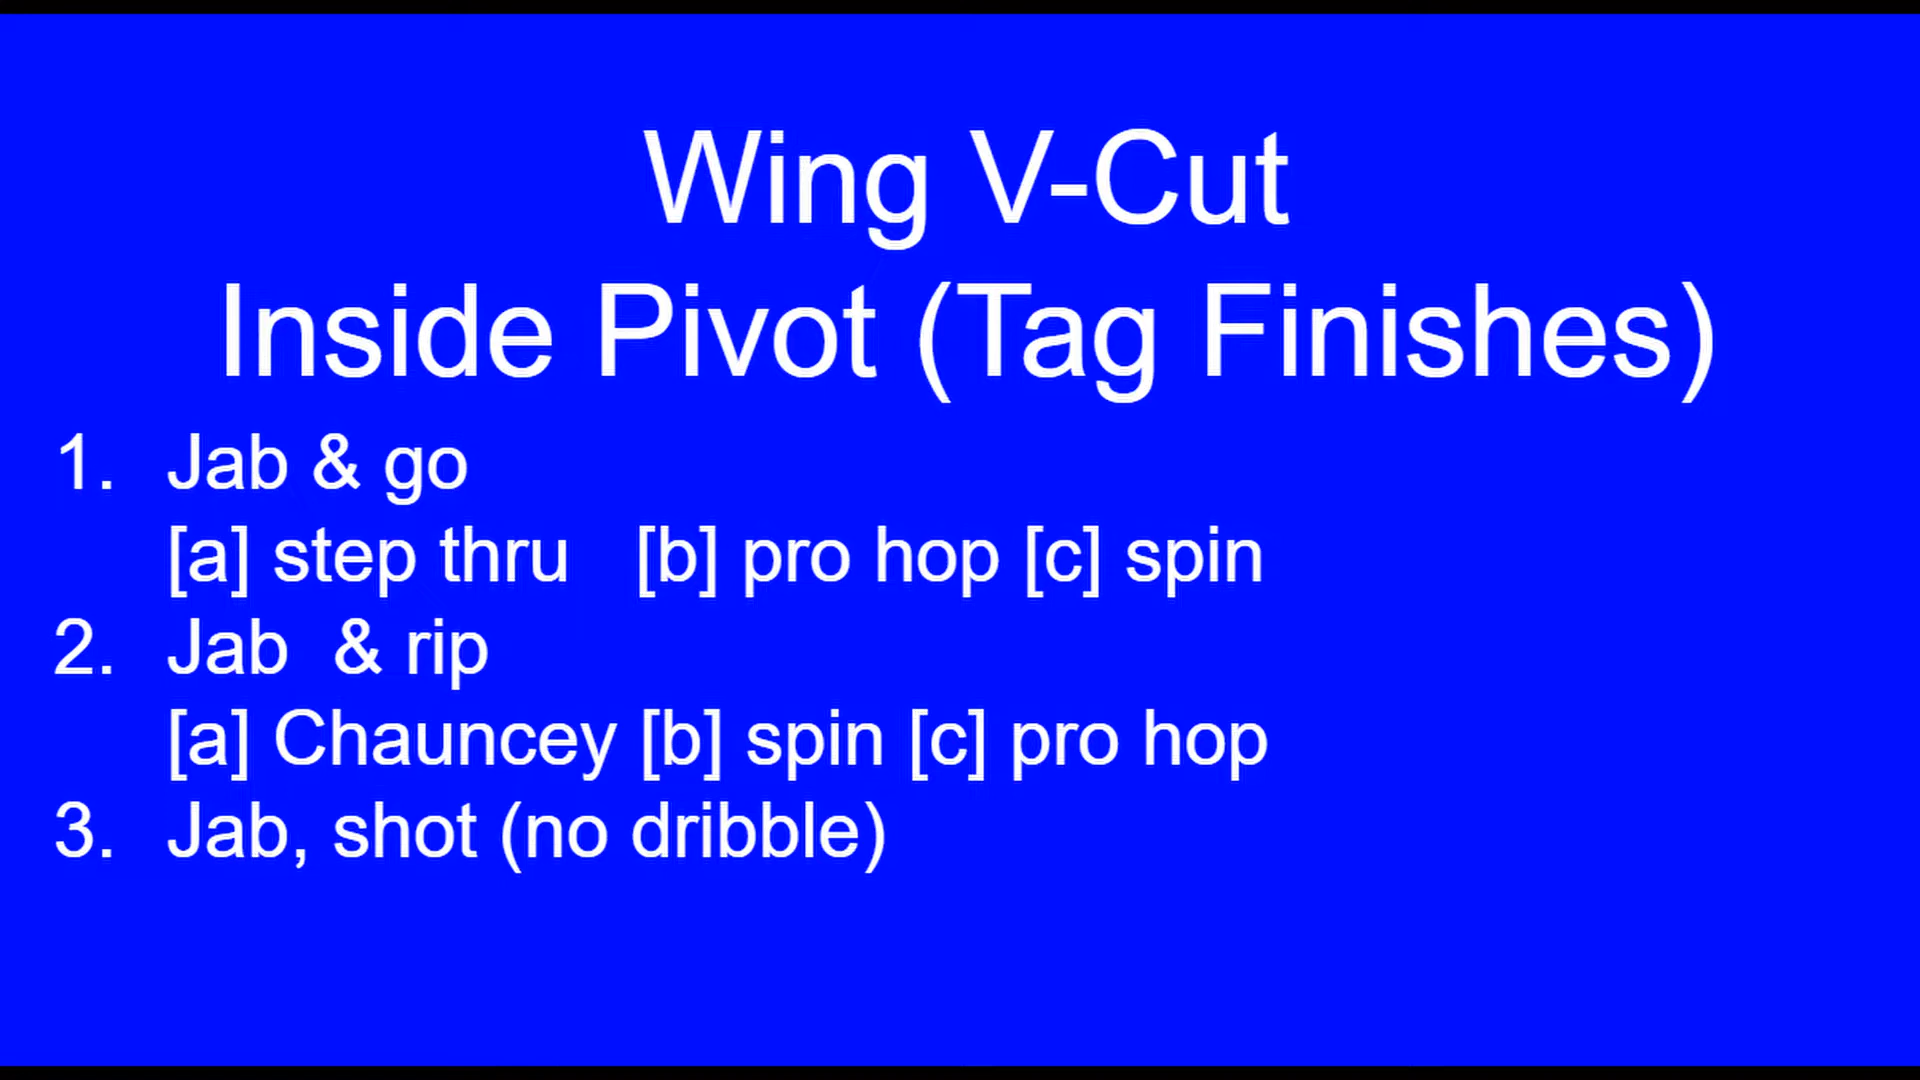 Wing V-Cut
Inside Pivot (Tag Finishes)
1. Jab & go
[a] step thru [b] pro hop [c] spin
2. Jab & rip
[a] Chauncey [b] spin [c] pro hop
3. Jab, shot (no dribble)